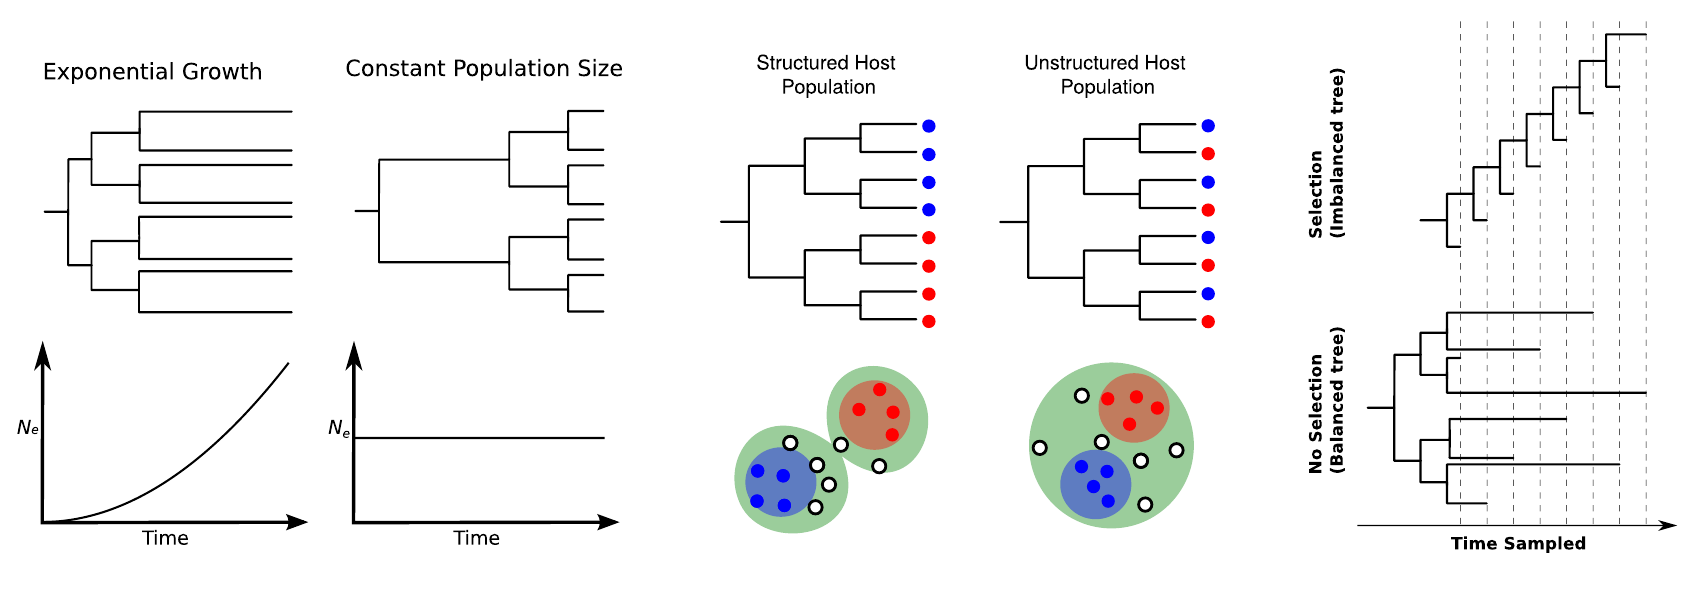 Exponential Growth
Constant Population Size
Ne
Time
Ne
Time
Structured Host
Population
Unstructured Host
Population
Selection
(Imbalanced tree)
No Selection
(Balanced tree)
Time Sampled